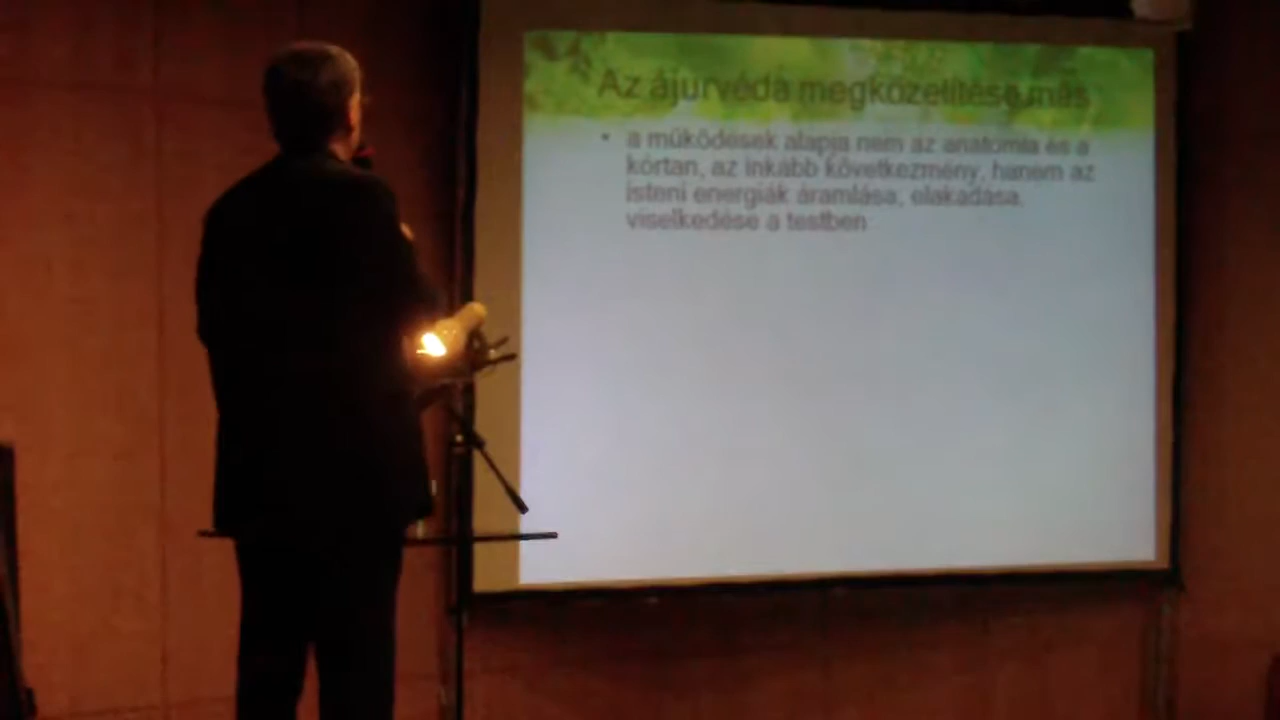 Az ájurvéda megközelítése más
• a működések alapja nem az anatómia és a
kórtan, az inkább következmény, hanem az
isteni energiák áramlása, elakadása,
viselkedése a testben